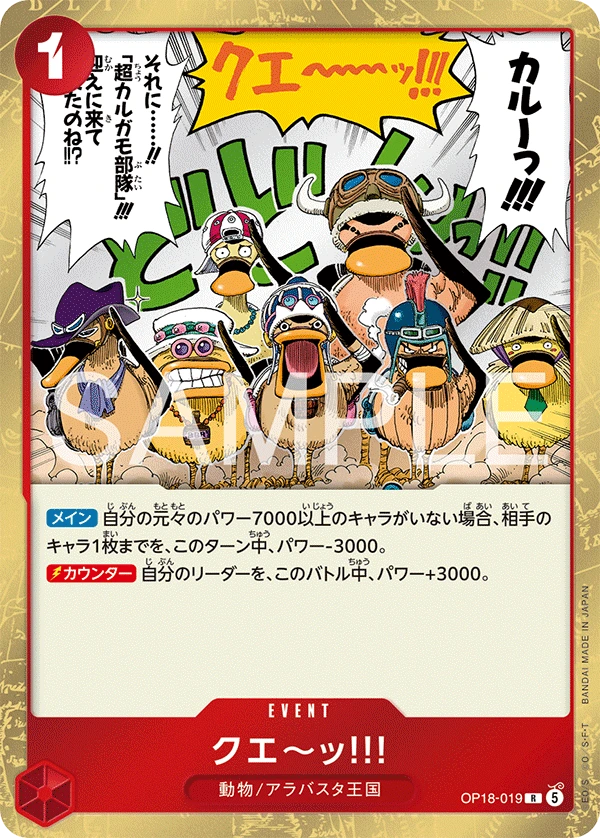 1
カルーっ!!!
クエ~~~ッ!!!
それに……!!
「超カルガモ部隊」!!!
迎えに来て
たのね!!?
SAMPLE
メイン 自分の元々のパワー7000以上のキャラがいない場合、相手の
キャラ1枚までを、このターン中、パワー-3000。
カウンター 自分のリーダーを、このバトル中、パワー+3000。
EVENT
クエ~ッ!!!
動物/アラバスタ王国
OP18-019 R 5
©E.O. S・F・T BANDAI MADE IN JAPAN